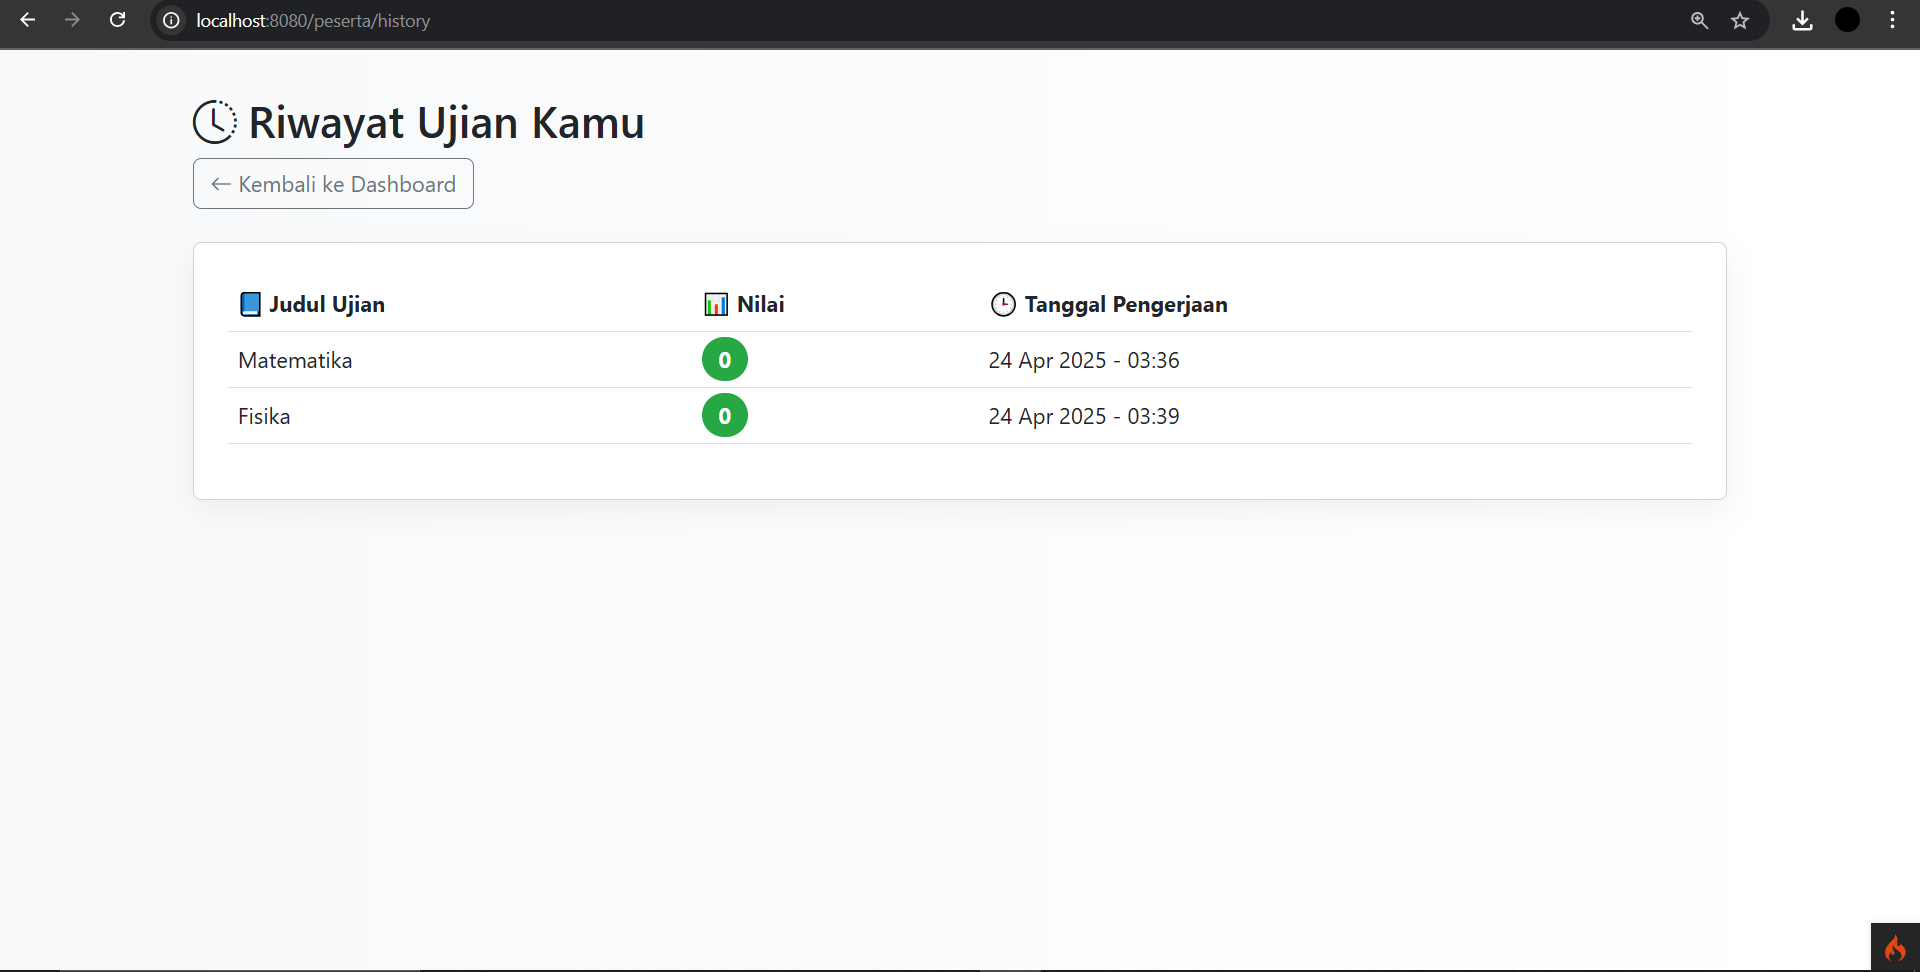 localhost:8080/peserta/history
Riwayat Ujian Kamu
← Kembali ke Dashboard
Judul Ujian Nilai Tanggal Pengerjaan
Matematika 0 24 Apr 2025 - 03:36
Fisika 0 24 Apr 2025 - 03:39